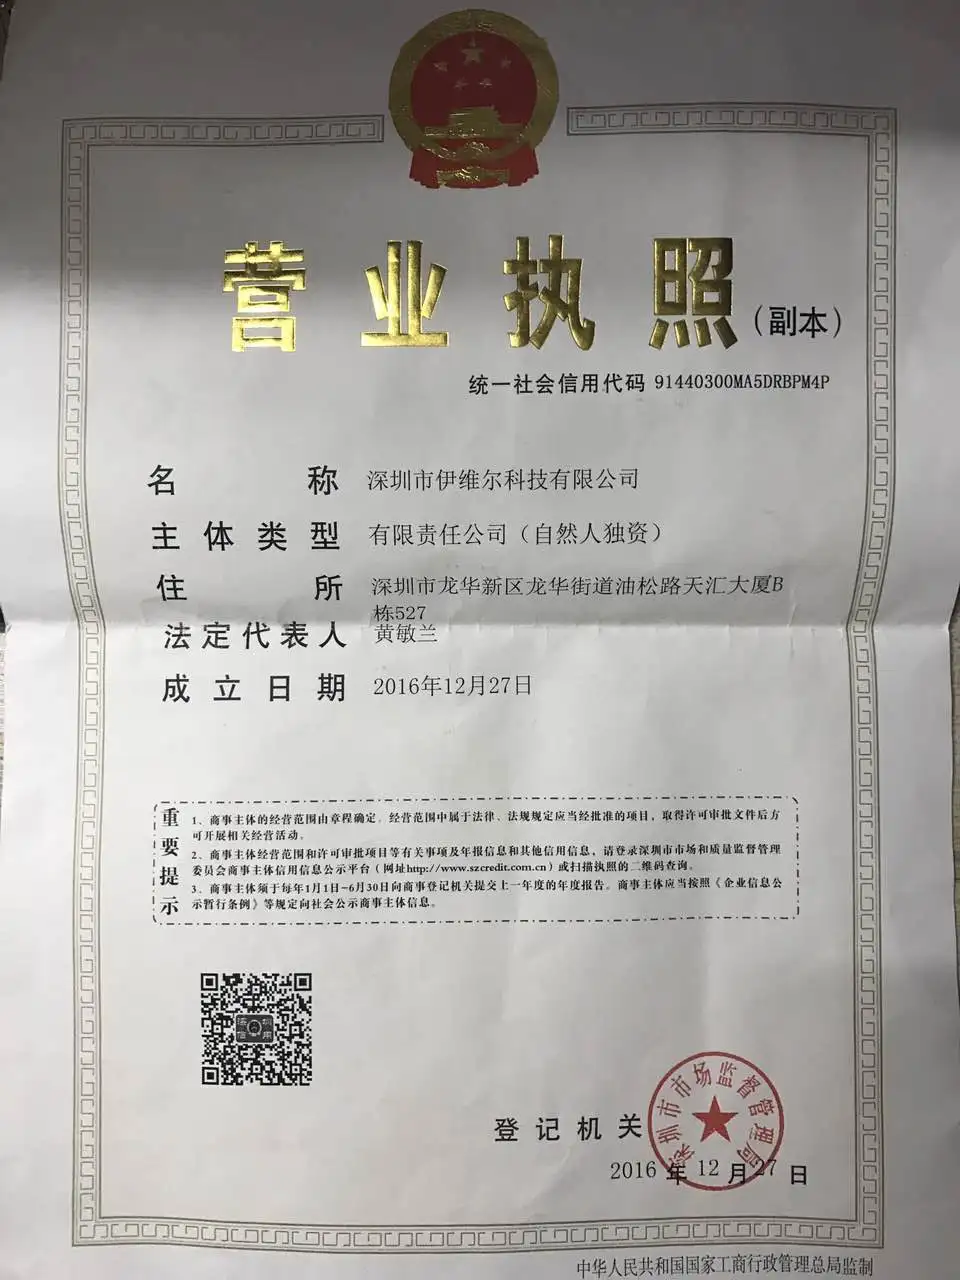 营业执照(副本)
统一社会信用代码 91440300MA5DRBPM4P
名称 深圳市伊维尔科技有限公司
主体类型 有限责任公司（自然人独资）
住所 深圳市龙华新区龙华街道油松路天汇大厦B
栋527
法定代表人 黄敏兰
成立日期 2016年12月27日
重要提示
1、商事主体的经营范围由章程确定。经营范围中属于法律、法规规定应当经批准的项目，取得许可审批文件后方
可开展相关经营活动。
2、商事主体经营范围和许可审批项目等有关事项及年报信息和其他信用信息，请登录深圳市市场和质量监督管理
委员会商事主体信用信息公示平台（网址http://www.szcredit.com.cn）或扫描执照的二维码查询。
3、商事主体须于每年1月1日-6月30日向商事登记机关提交上一年度的年度报告。商事主体应当按照《企业信息公
示暂行条例》等规定向社会公示商事主体信息。
深圳市市场监督管理局
登记机关
2016年12月27日
中华人民共和国国家工商行政管理总局监制